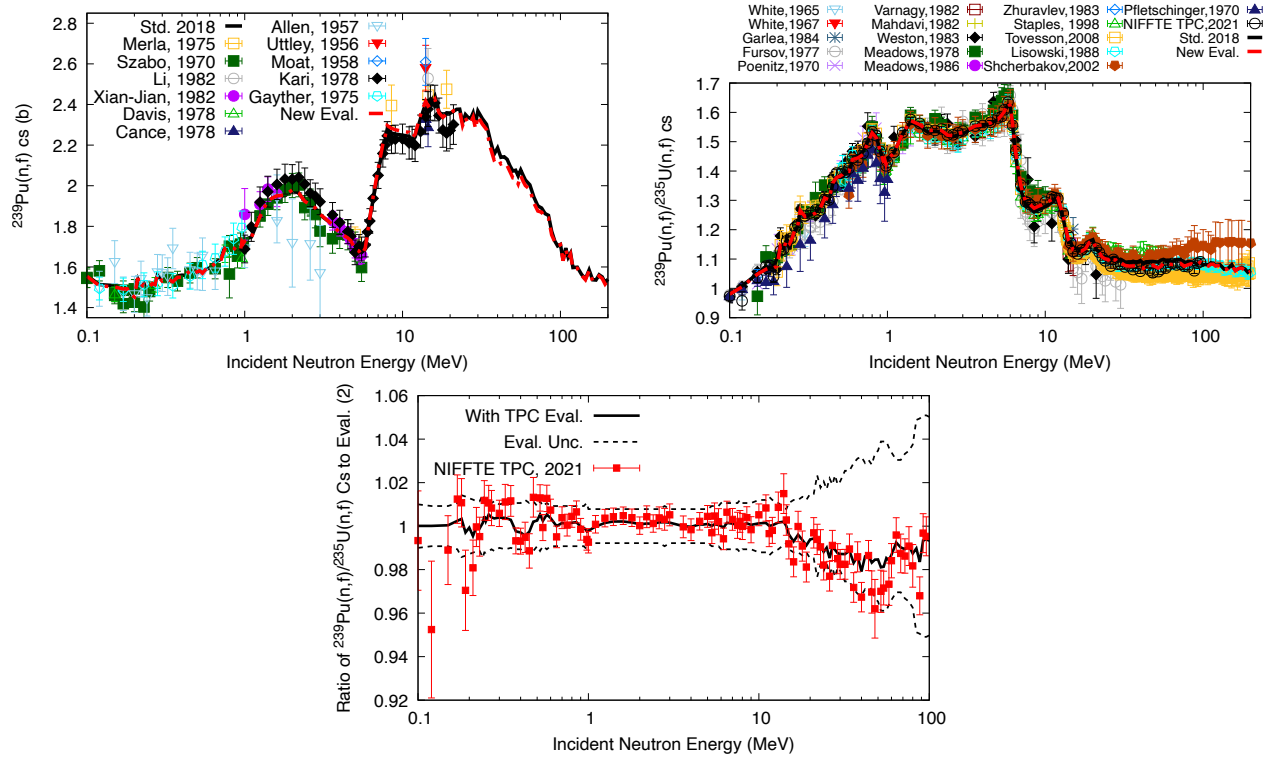 Std. 2018
Merla, 1975
Szabo, 1970
Li, 1982
Xian-Jian, 1982
Davis, 1978
Cance, 1978
Allen, 1957
Uttley, 1956
Moat, 1958
Kari, 1978
Gayther, 1975
New Eval.
²³⁹Pu(n,f) cs (b)
2.8
2.6
2.4
2.2
2
1.8
1.6
1.4
0.1 1 10 100
Incident Neutron Energy (MeV)
White,1965
White,1967
Garlea,1984
Fursov,1977
Poenitz,1970
Varnagy,1982
Mahdavi,1982
Weston,1983
Meadows,1978
Meadows,1986
Zhuravlev,1983
Staples, 1998
Tovesson,2008
Lisowski,1988
Shcherbakov,2002
Pfletschinger,1970
NIFFTE TPC,2021
Std. 2018
New Eval.
²³⁹Pu(n,f)/²³⁵U(n,f) cs
1.7
1.6
1.5
1.4
1.3
1.2
1.1
1
0.9
0.1 1 10 100
Incident Neutron Energy (MeV)
Ratio of ²³⁹Pu(n,f)/²³⁵U(n,f) Cs to Eval. (2)
1.06
1.04
1.02
1
0.98
0.96
0.94
0.92
With TPC Eval.
Eval. Unc.
NIFFTE TPC, 2021
0.1 1 10 100
Incident Neutron Energy (MeV)